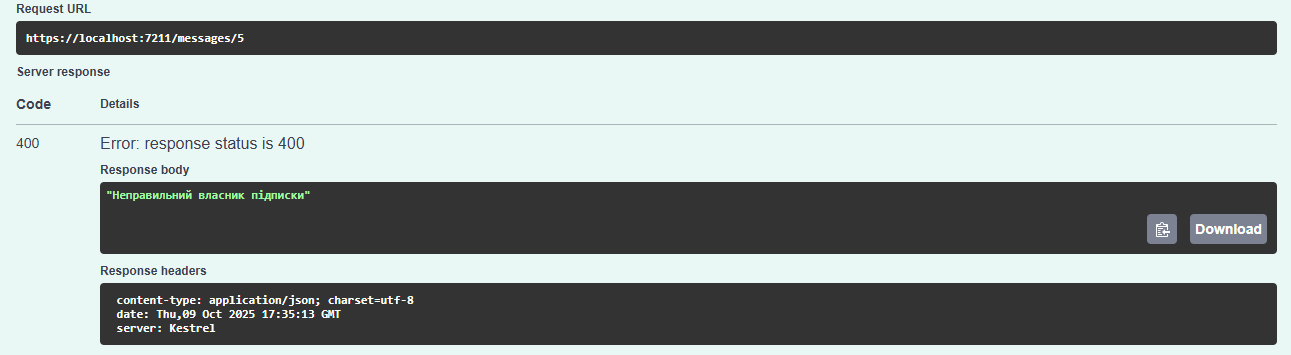 Request URL
https://localhost:7211/messages/5
Server response
Code Details
400 Error: response status is 400
Response body
"Неправильний власник підписки"
Download
Response headers
content-type: application/json; charset=utf-8
date: Thu,09 Oct 2025 17:35:13 GMT
server: Kestrel